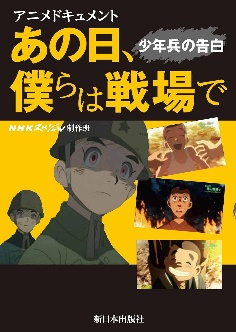 アニメドキュメント
あの日、
少年兵の告白
僕らは戦場で
NHKスペシャル 制作班
新日本出版社